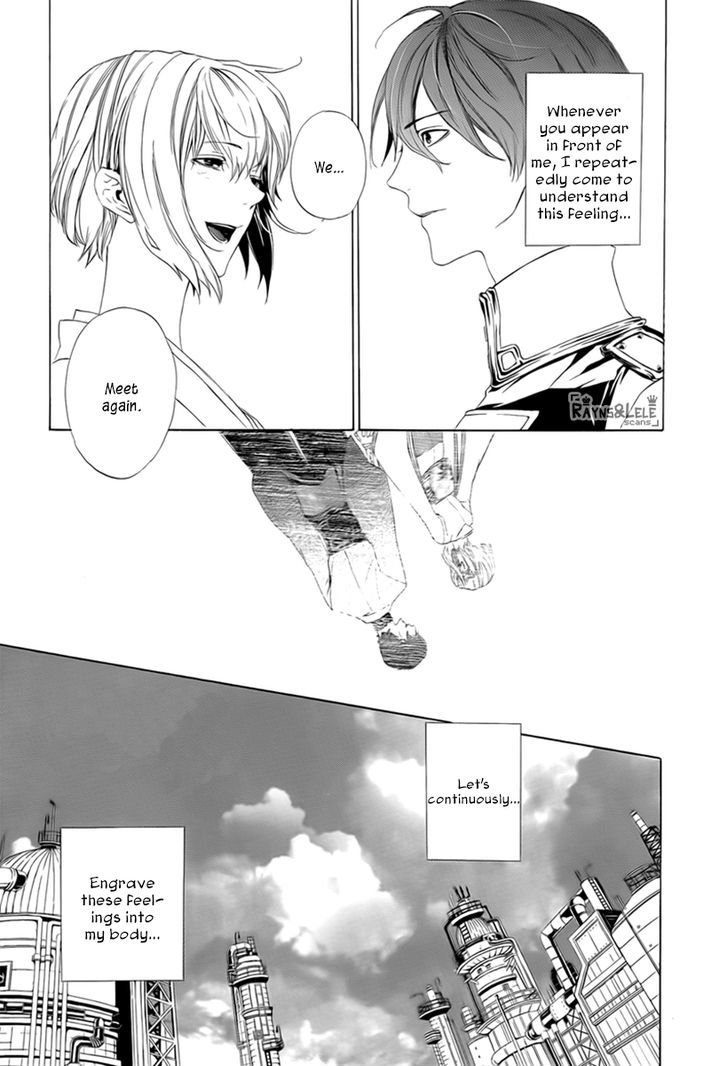 Whenever
you appear
in front of
me, I repeat-
edly come to
understand
this feeling...
We...
Meet
again.
RAYNS&LELE
scans
Let's
continuously...
Engrave
these feel-
ings into
my body...